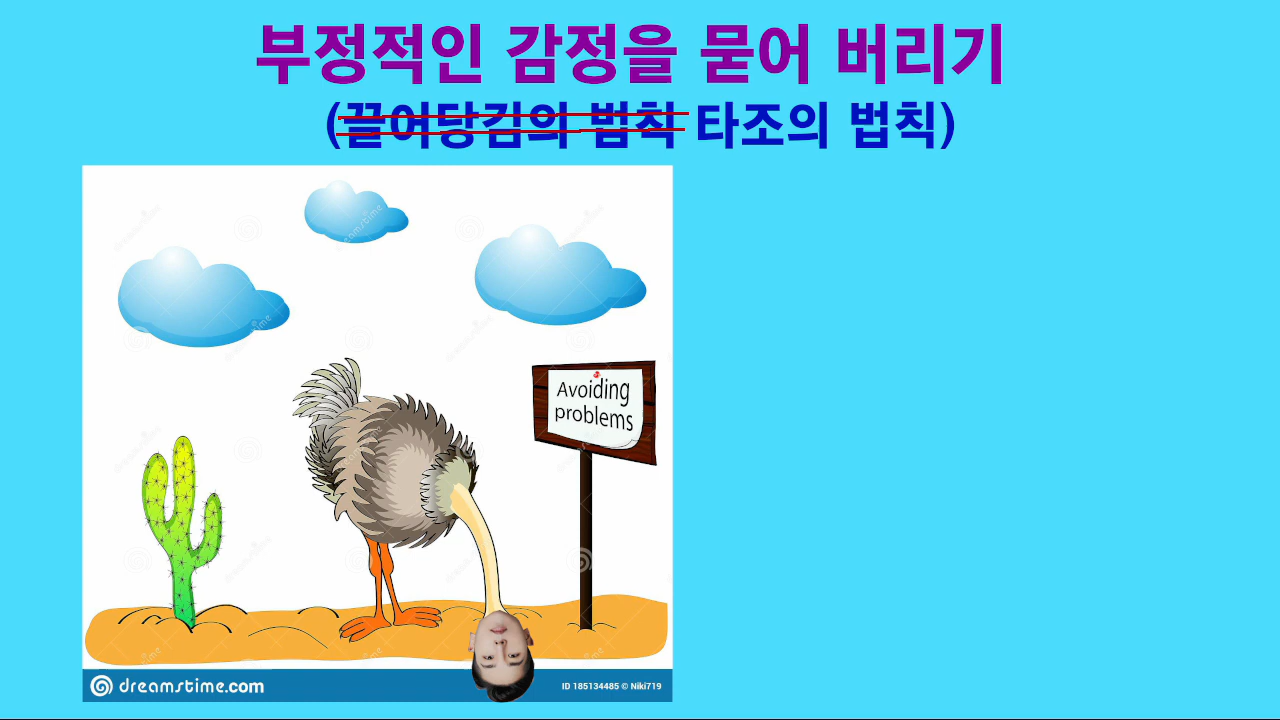 부정적인 감정을 묻어 버리기
(끌어당김의 법칙 타조의 법칙)
Avoiding
problems
dreamstime.com
ID 185134485 © Niki719